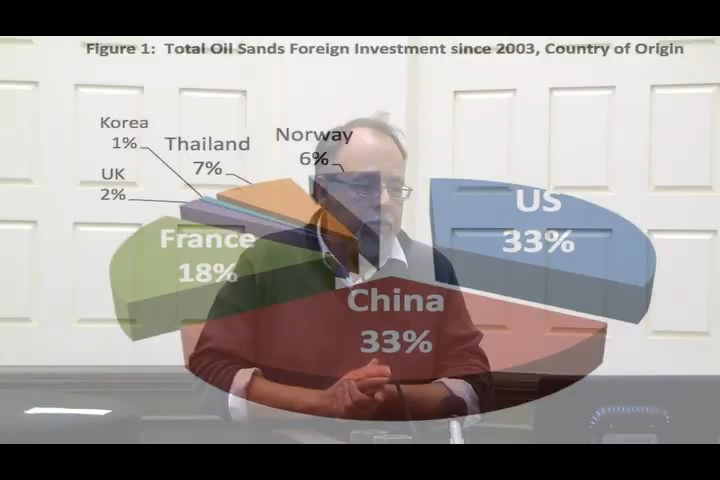 Figure 1: Total Oil Sands Foreign Investment since 2003, Country of Origin
Korea
1%
Thailand
7%
Norway
6%
UK
2%
US
33%
France
18%
China
33%